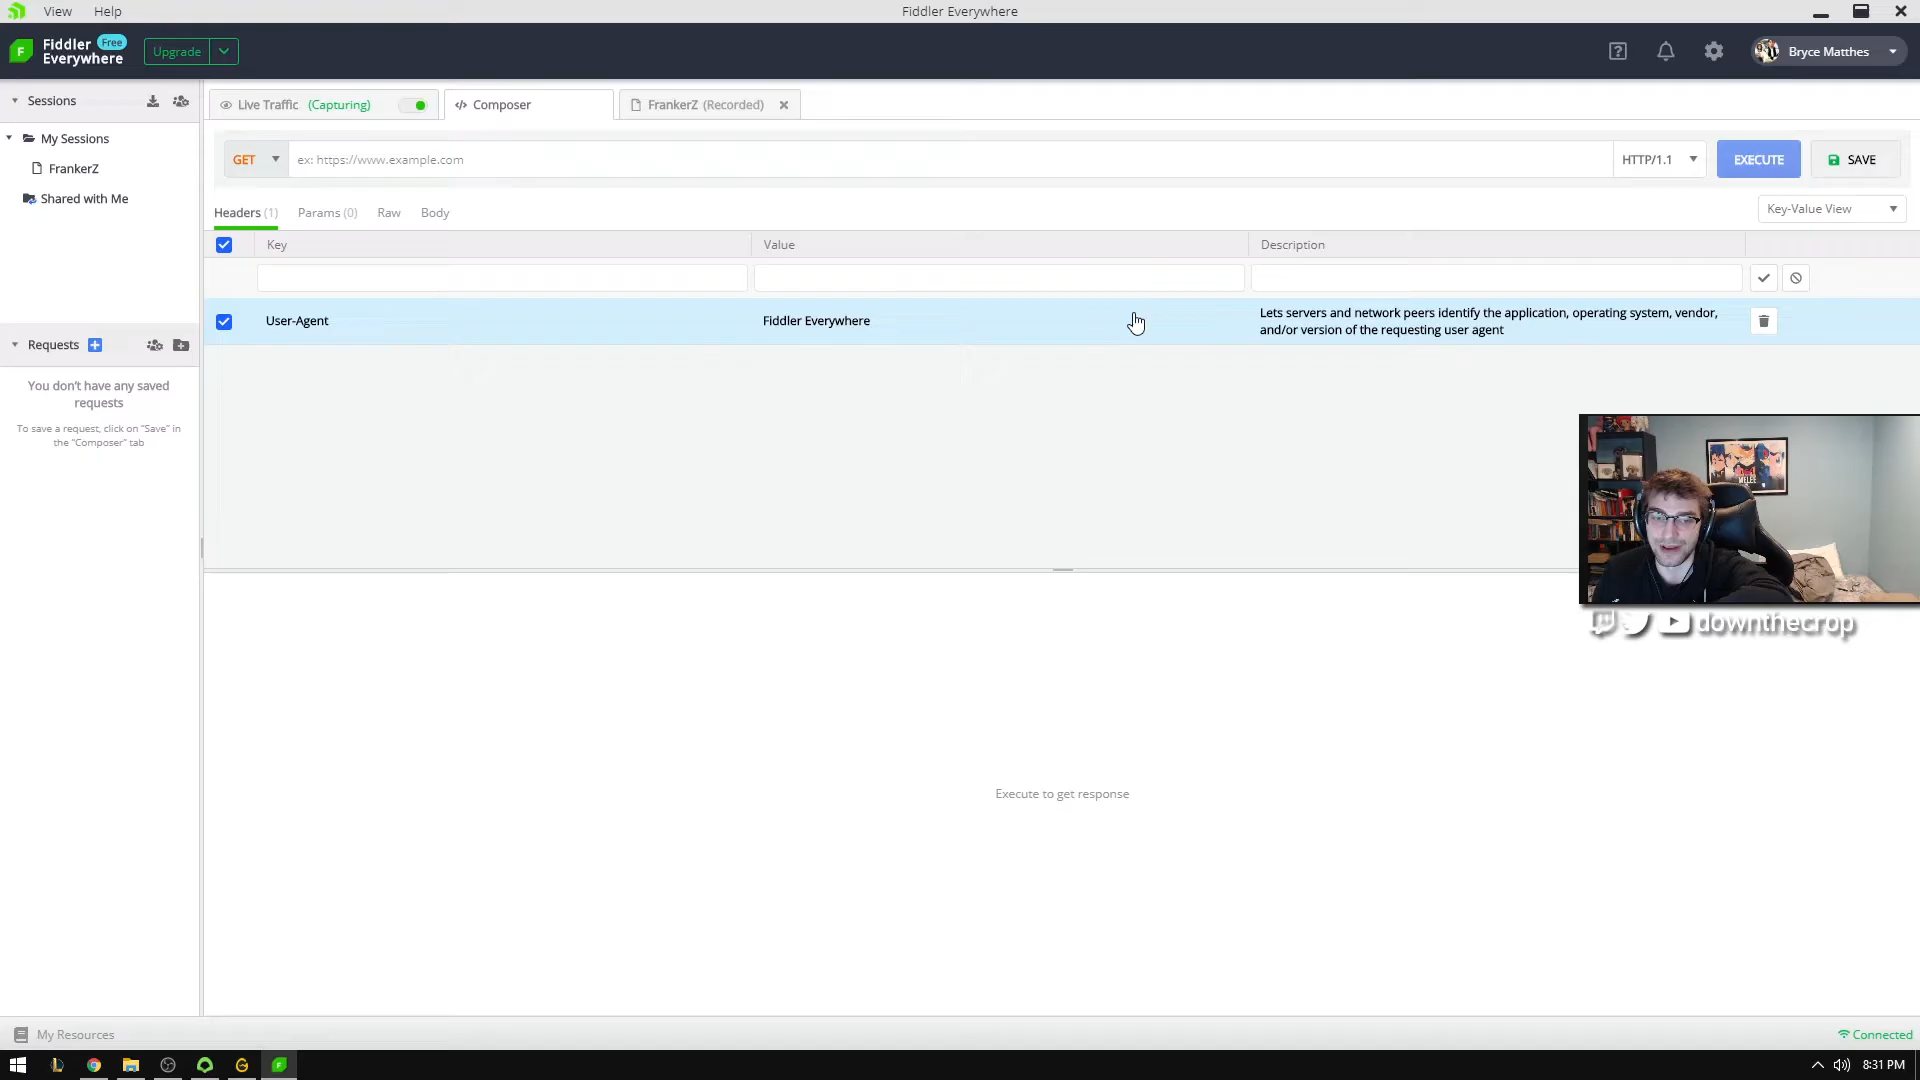 View Help Fiddler Everywhere
Fiddler Free
Everywhere
Upgrade
Bryce Matthes
Sessions
Live Traffic (Capturing)
Composer
FrankerZ (Recorded)
My Sessions
FrankerZ
Shared with Me
GET ex: https://www.example.com HTTP/1.1 EXECUTE SAVE
Headers (1) Params (0) Raw Body Key-Value View
Key Value Description
User-Agent Fiddler Everywhere
Lets servers and network peers identify the application, operating system, vendor,
and/or version of the requesting user agent
Requests
You don't have any saved
requests
To save a request, click on "Save" in
the "Composer" tab
MELEE
downthecrop
Execute to get response
My Resources
Connected
8:31 PM